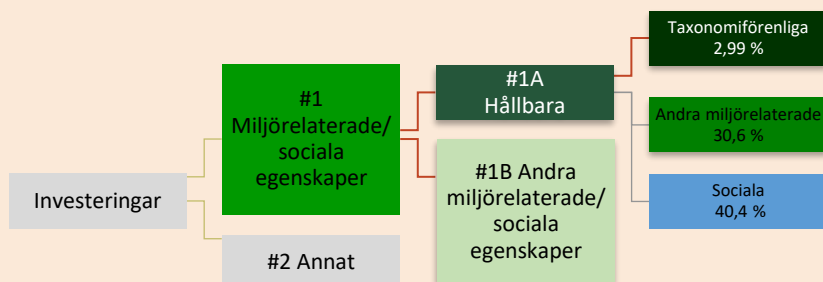 Investeringar
#1
Miljörelaterade/
sociala
egenskaper
#2 Annat
#1A
Hållbara
#1B Andra
miljörelaterade/
sociala
egenskaper
Taxonomiförenliga
2,99 %
Andra miljörelaterade
30,6 %
Sociala
40,4 %